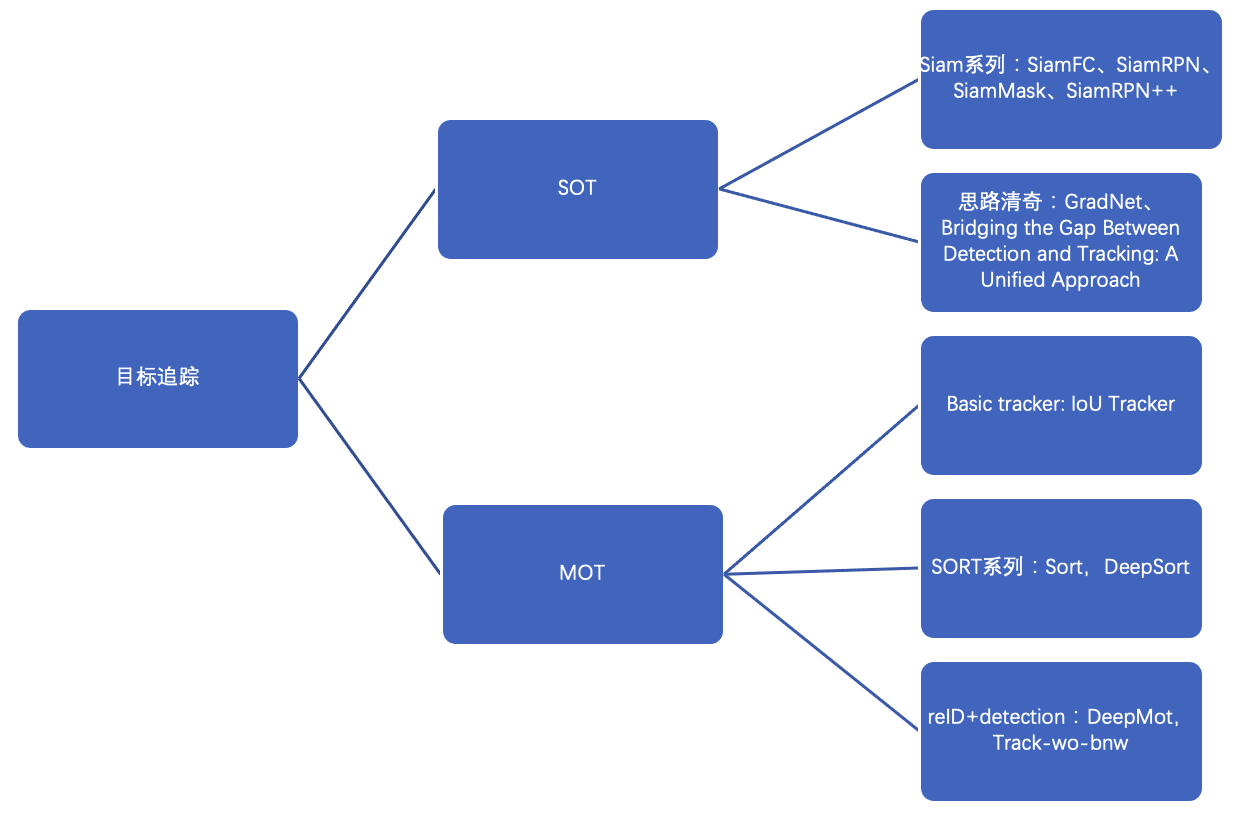 目标追踪
SOT
Siam系列：SiamFC、SiamRPN、
SiamMask、SiamRPN++
思路清奇：GradNet、
Bridging the Gap Between
Detection and Tracking: A
Unified Approach
MOT
Basic tracker: IoU Tracker
SORT系列：Sort，DeepSort
reID+detection：DeepMot，
Track-wo-bnw